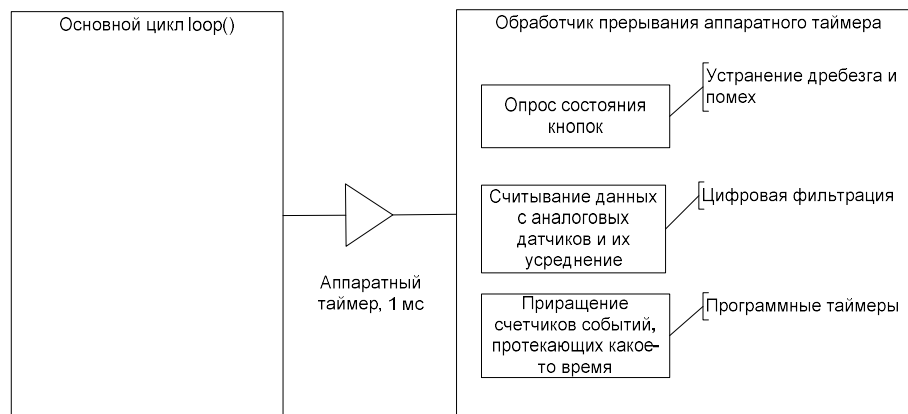 Основной цикл loop()
Аппаратный
таймер, 1 мс
Обработчик прерывания аппаратного таймера
Опрос состояния
кнопок
Устранение дребезга и
помех
Считывание данных
с аналоговых
датчиков и их
усреднение
Цифровая фильтрация
Приращение
счетчиков событий,
протекающих какое-
то время
Программные таймеры